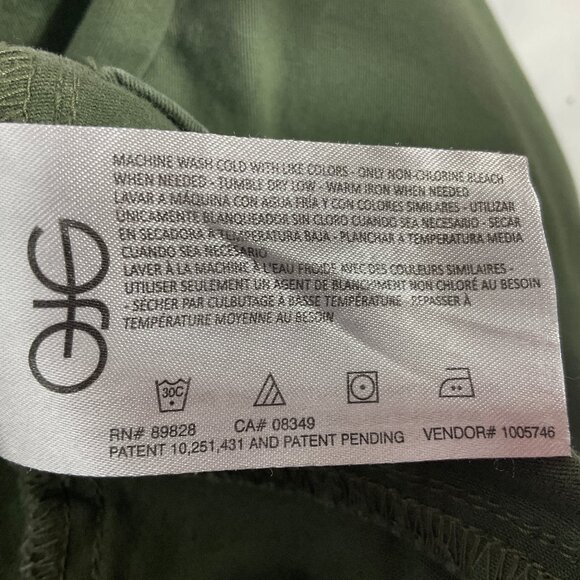 MACHINE WASH COLD WITH LIKE COLORS - ONLY NON-CHLORINE BLEACH
WHEN NEEDED - TUMBLE DRY LOW - WARM IRON WHEN NEEDED
LAVAR A MÁQUINA CON AGUA FRÍA Y CON COLORES SIMILARES - UTILIZAR
ÚNICAMENTE BLANQUEADOR SIN CLORO CUANDO SEA NECESARIO - SECAR
EN SECADORA A TEMPERATURA BAJA - PLANCHAR A TEMPERATURA MEDIA
CUANDO SEA NECESARIO
LAVER À LA MACHINE À L'EAU FROIDE AVEC DES COULEURS SIMILAIRES -
UTILISER SEULEMENT UN AGENT DE BLANCHIMENT NON CHLORÉ AU BESOIN
- SÉCHER PAR CULBUTAGE À BASSE TEMPÉRATURE - REPASSER À
TEMPÉRATURE MOYENNE AU BESOIN
30C
RN# 89828 CA# 08349
PATENT 10,251,431 AND PATENT PENDING VENDOR# 1005746